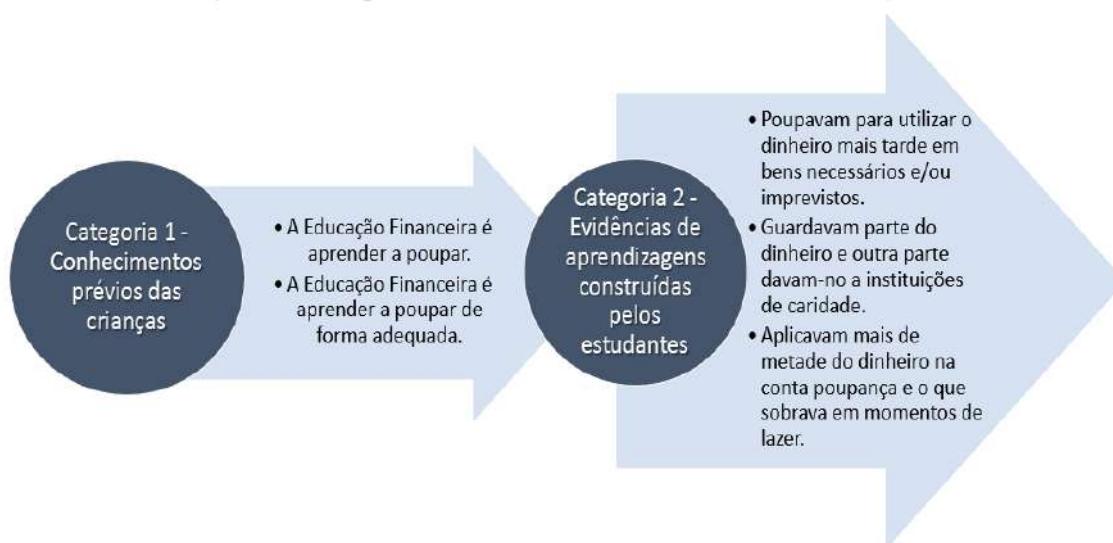 Categoria 1 -
Conhecimentos
prévios das
crianças
• A Educação Financeira é
aprender a poupar.
• A Educação Financeira é
aprender a poupar de
forma adequada.
Categoria 2 -
Evidências de
aprendizagens
construídas
pelos
estudantes
• Poupavam para utilizar o
dinheiro mais tarde em
bens necessários e/ou
imprevistos.
• Guardavam parte do
dinheiro e outra parte
davam-no a instituições
de caridade.
• Aplicavam mais de
metade do dinheiro na
conta poupança e o que
sobrava em momentos de
lazer.